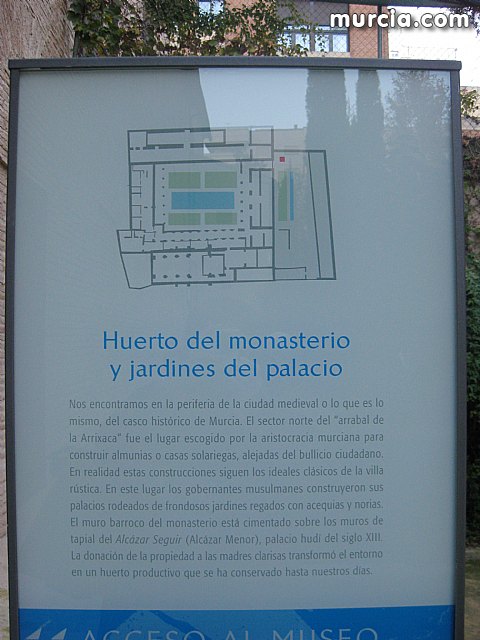 murcia.com
Huerto del monasterio
y jardines del palacio
Nos encontramos en la periferia de la ciudad medieval o lo que es lo
mismo, del casco histórico de Murcia. El sector norte del "arrabal de
la Arrixaca" fue el lugar escogido por la aristocracia murciana para
construir almunias o casas solariegas, alejadas del bullicio ciudadano.
En realidad estas construcciones siguen los ideales clásicos de la villa
rústica. En este lugar los gobernantes musulmanes construyeron sus
palacios rodeados de frondosos jardines regados con acequias y norias.
El muro barroco del monasterio está cimentado sobre los muros de
tapial del Alcázar Seguir (Alcázar Menor), palacio hudí del siglo XIII.
La donación de la propiedad a las madres clarisas transformó el entorno
en un huerto productivo que se ha conservado hasta nuestros días.
ACCESO AL MUSEO